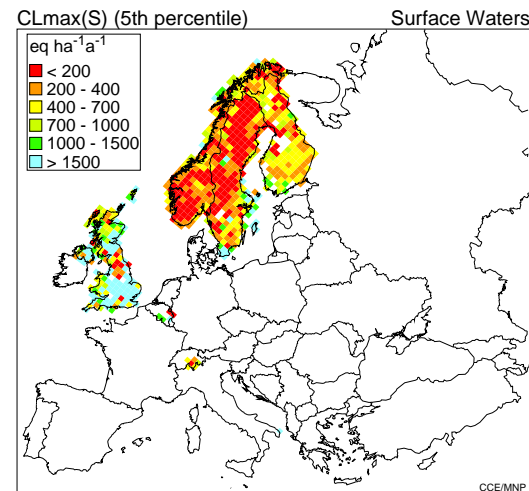 CLmax(S) (5th percentile) Surface Waters
eq ha⁻¹a⁻¹
< 200
200 - 400
400 - 700
700 - 1000
1000 - 1500
> 1500
CCE/MNP